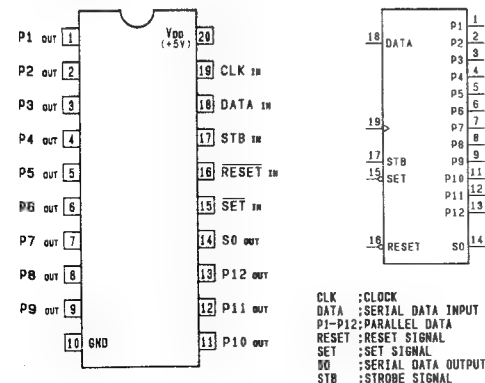 P1 OUT 1
P2 OUT 2
P3 OUT 3
P4 OUT 4
P5 OUT 5
P6 OUT 6
P7 OUT 7
P8 OUT 8
P9 OUT 9
10 GND
VDD 20
(+5V)
19 CLK IN
18 DATA IN
17 STB IN
16 RESET IN
15 SET IN
14 SO OUT
13 P12 OUT
12 P11 OUT
11 P10 OUT
18 DATA
19
17 STB
15 SET
16 RESET
P1 1
P2 2
P3 3
P4 4
P5 5
P6 6
P7 7
P8 8
P9 9
P10 11
P11 12
P12 13
SO 14
CLK ;CLOCK
DATA ;SERIAL DATA INPUT
P1-P12;PARALLEL DATA
RESET ;RESET SIGNAL
SET ;SET SIGNAL
SO ;SERIAL DATA OUTPUT
STB ;STROBE SIGNAL